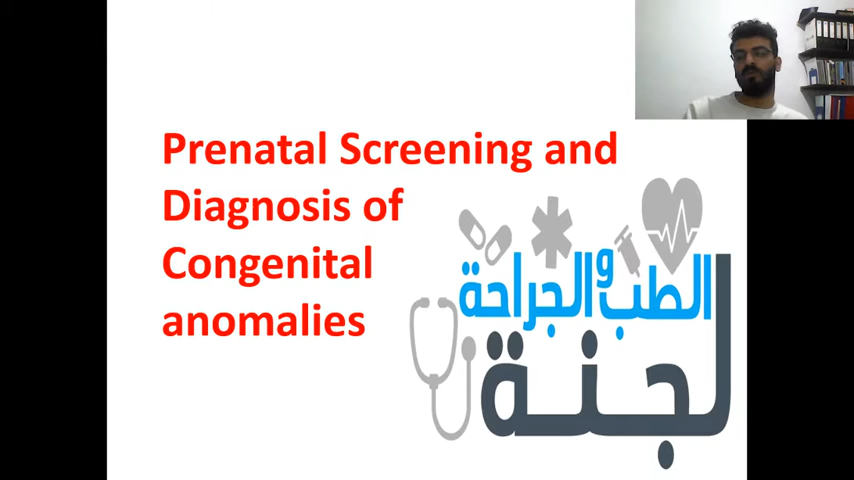 Prenatal Screening and
Diagnosis of
Congenital
anomalies
الطب والجراحة
لجنة